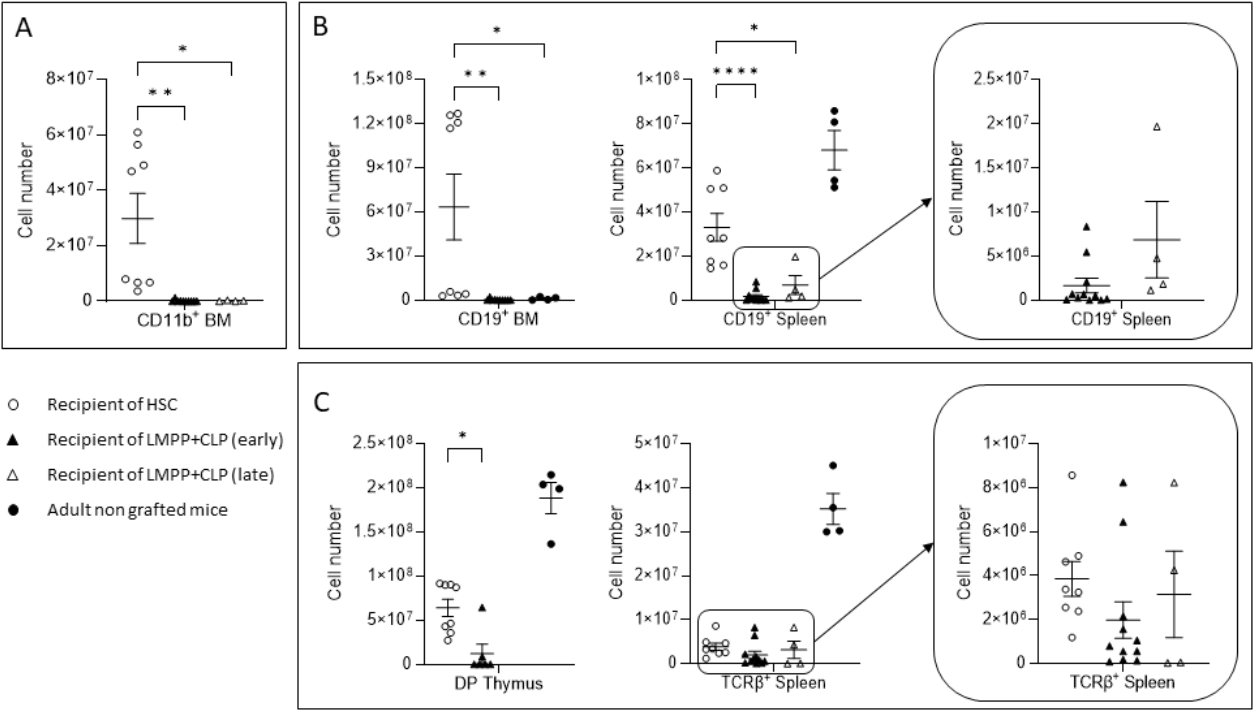 A
* 
* *
8×10⁷
6×10⁷
4×10⁷
2×10⁷
0
Cell number
CD11b⁺ BM
B
*
* *
1.5×10⁸
1.2×10⁸
9×10⁷
6×10⁷
3×10⁷
0
Cell number
CD19⁺ BM
*
* * * *
1×10⁸
8×10⁷
6×10⁷
4×10⁷
2×10⁷
0
Cell number
CD19⁺ Spleen
2.5×10⁷
2×10⁷
1.5×10⁷
1×10⁷
5×10⁶
0
Cell number
CD19⁺ Spleen
Recipient of HSC
Recipient of LMPP+CLP (early)
Recipient of LMPP+CLP (late)
Adult non grafted mice
C
*
2.5×10⁸
2×10⁸
1.5×10⁸
1×10⁸
5×10⁷
0
Cell number
DP Thymus
5×10⁷
4×10⁷
3×10⁷
2×10⁷
1×10⁷
0
Cell number
TCRβ⁺ Spleen
1×10⁷
8×10⁶
6×10⁶
4×10⁶
2×10⁶
0
Cell number
TCRβ⁺ Spleen